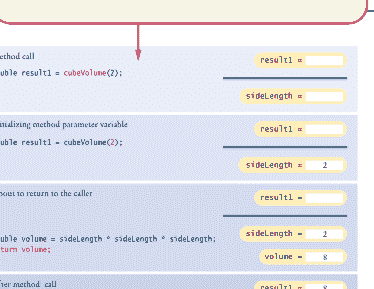 ethod call
result1 =
uble result1 = cubeVolume(2);
sideLength =
tializing method parameter variable
result1 =
uble result1 = cubeVolume(2);
sideLength = 2
bout to return to the caller
result1 =
uble volume = sideLength * sideLength * sideLength;
sideLength = 2
turn volume;
volume = 8
ter method call
result1 = 8